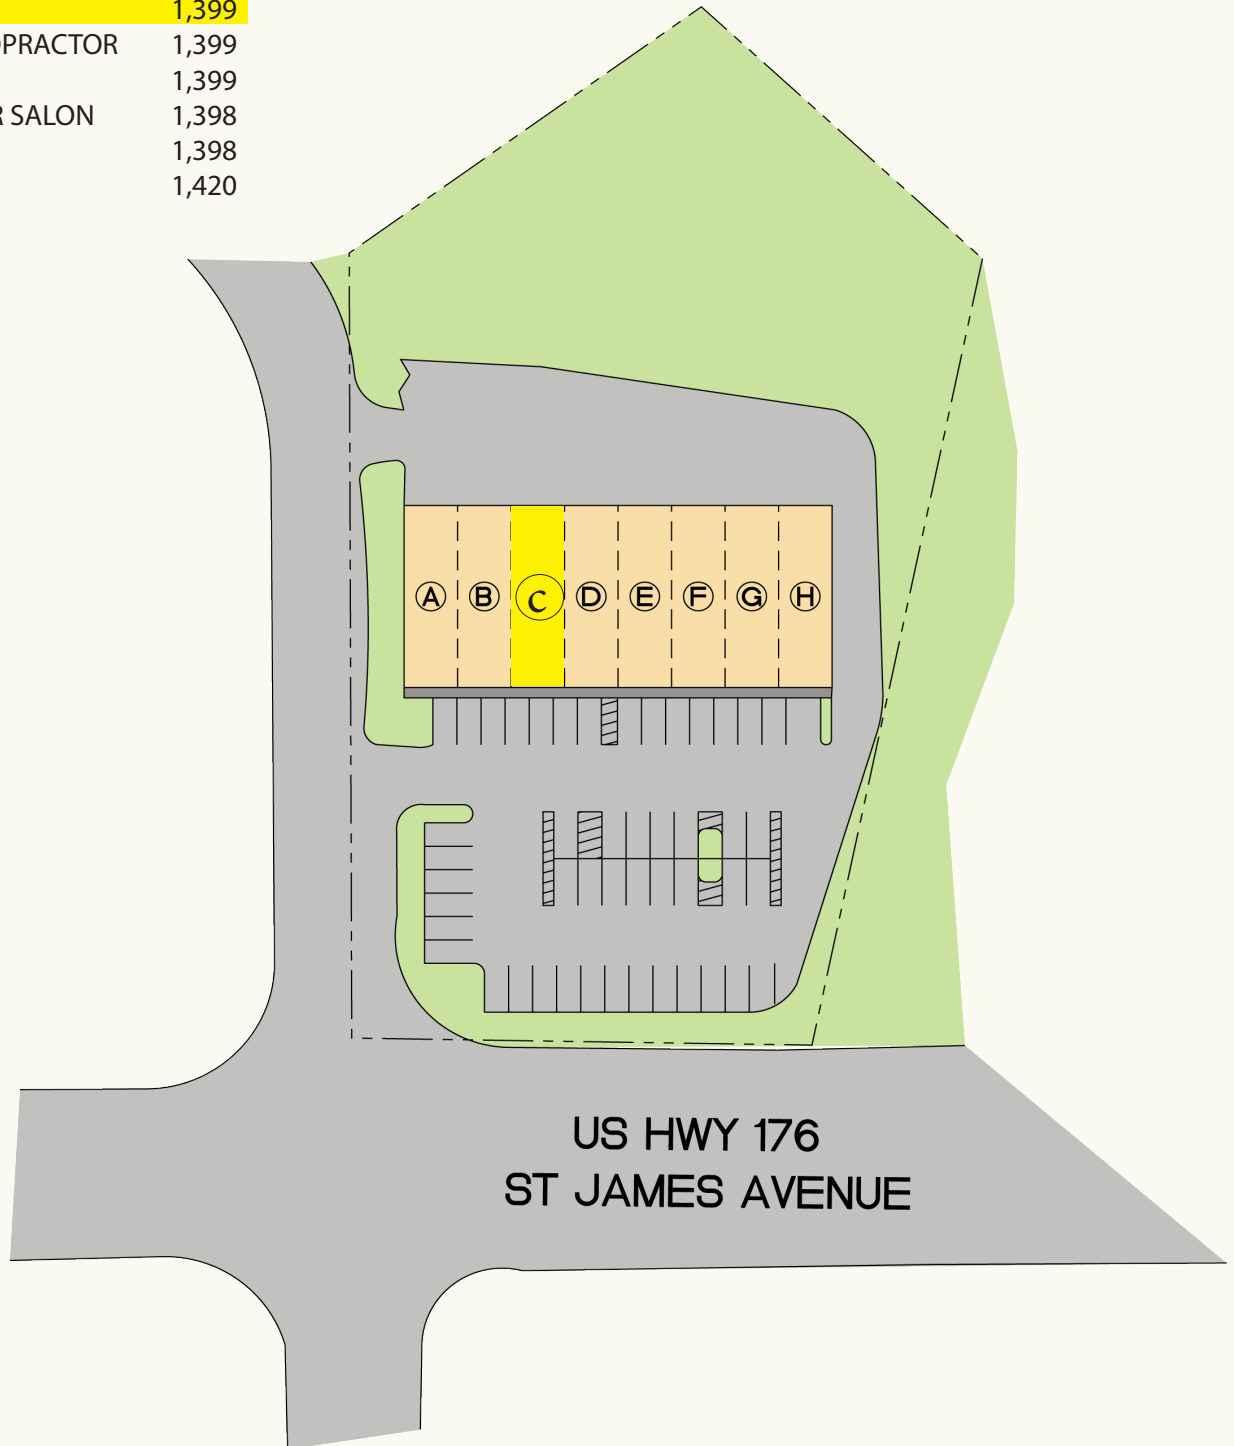 1,399
OPRACTOR 1,399
1,399
R SALON 1,398
1,398
1,420
A B C D E F G H
US HWY 176
ST JAMES AVENUE